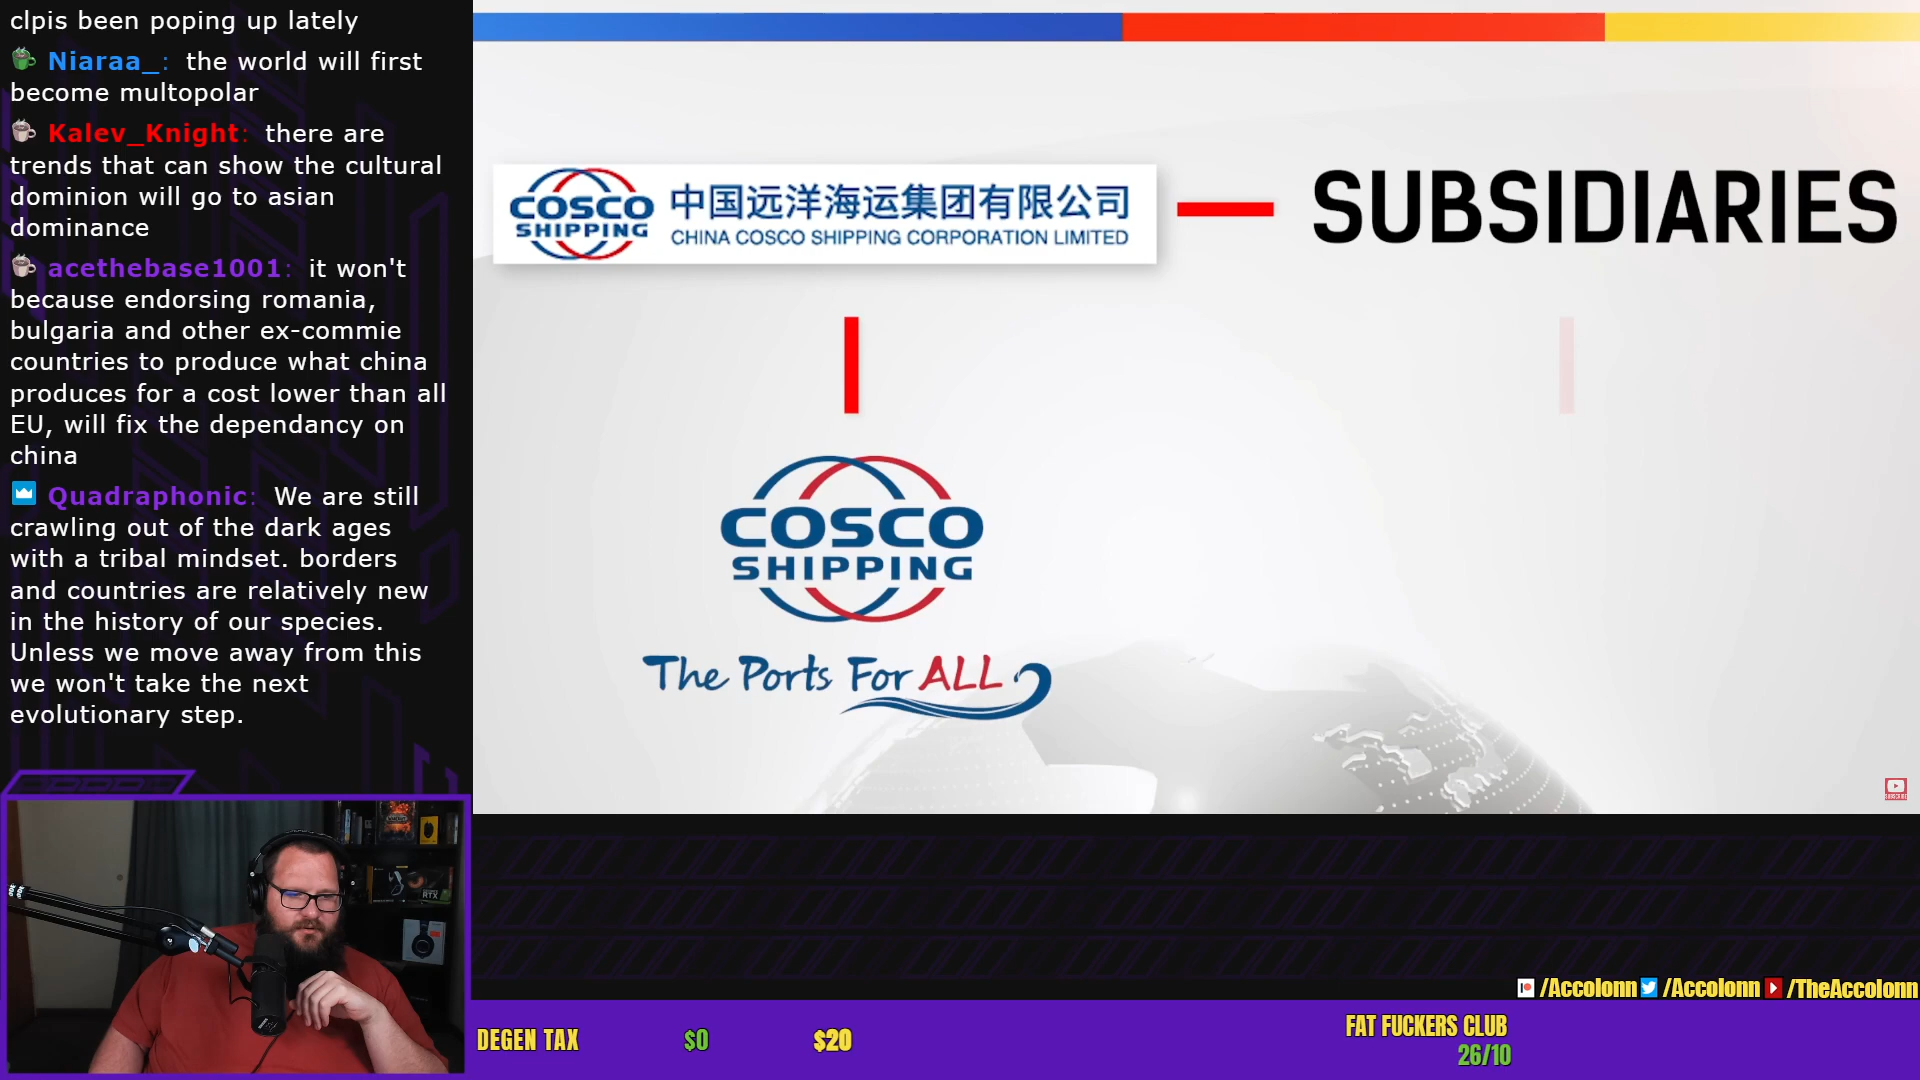 clpis been poping up lately
Niaraa_: the world will first
become multopolar
Kalev_Knight: there are
trends that can show the cultural
dominion will go to asian
dominance
acethebase1001: it won't
because endorsing romania,
bulgaria and other ex-commie
countries to produce what china
produces for a cost lower than all
EU, will fix the dependancy on
china
Quadraphonic: We are still
crawling out of the dark ages
with a tribal mindset. borders
and countries are relatively new
in the history of our species.
Unless we move away from this
we won't take the next
evolutionary step.
COSCO
SHIPPING
中国远洋海运集团有限公司
CHINA COSCO SHIPPING CORPORATION LIMITED
SUBSIDIARIES
COSCO
SHIPPING
The Ports For ALL
SUBSCRIBE
/Accolonn /Accolonn /TheAccolonn
DEGEN TAX $0 $20
FAT FUCKERS CLUB
26/10